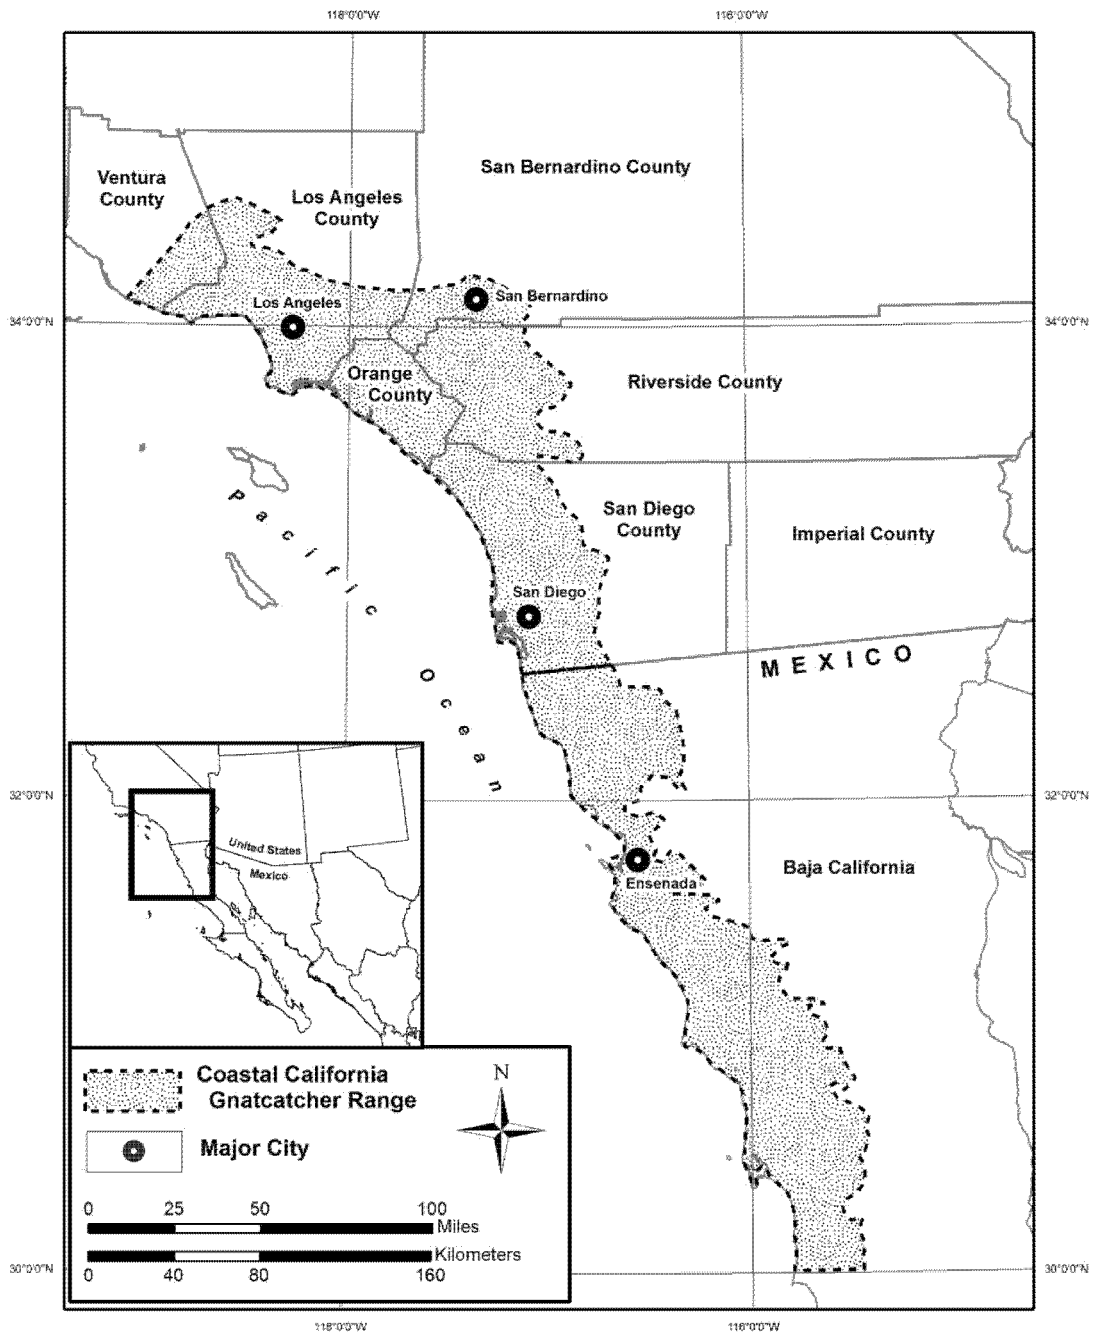 118°0'0"W
116°0'0"W
Ventura
County
Los Angeles
County
San Bernardino County
Los Angeles
San Bernardino
34°0'0"N
34°0'0"N
Orange
County
Riverside County
San Diego
County
Imperial County
Pacific
Ocean
San Diego
MEXICO
32°0'0"N
32°0'0"N
United States
Mexico
Ensenada
Baja California
Coastal California
Gnatcatcher Range
N
Major City
0 25 50 100
Miles
Kilometers
0 40 80 160
30°0'0"N
30°0'0"N
118°0'0"W
116°0'0"W